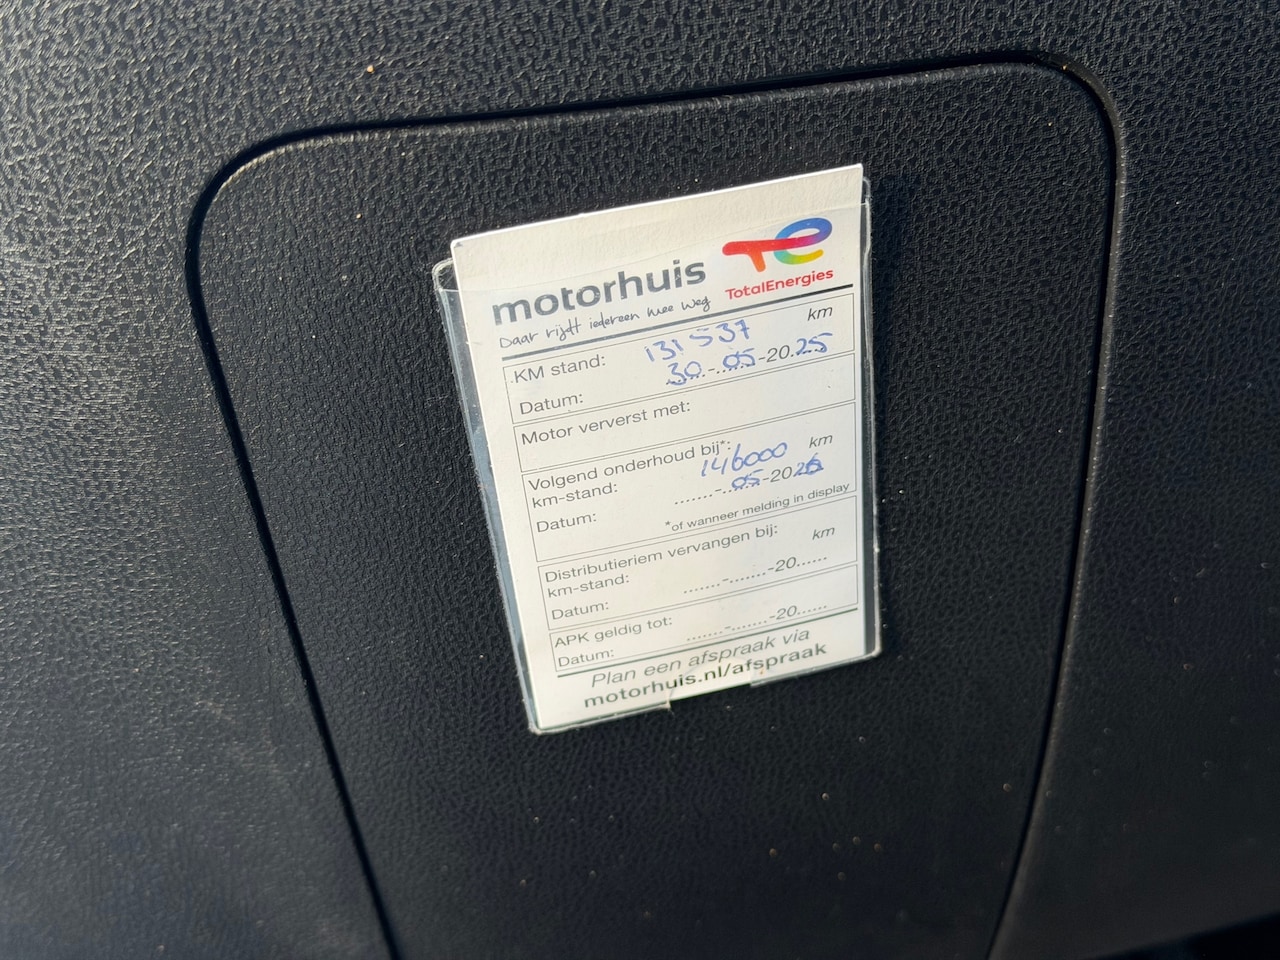 motorhuis
TotalEnergies
Daar rijdt iedereen mee weg
KM stand: 131537 km
Datum: 30-05-2025
Motor ververst met:
Volgend onderhoud bij*:
km-stand: 146000 km
Datum: .......-05-2026
*of wanneer melding in display
Distributieriem vervangen bij:
km-stand: km
Datum: .......-.......-20......
APK geldig tot:
Datum: .......-.......-20......
Plan een afspraak via
motorhuis.nl/afspraak